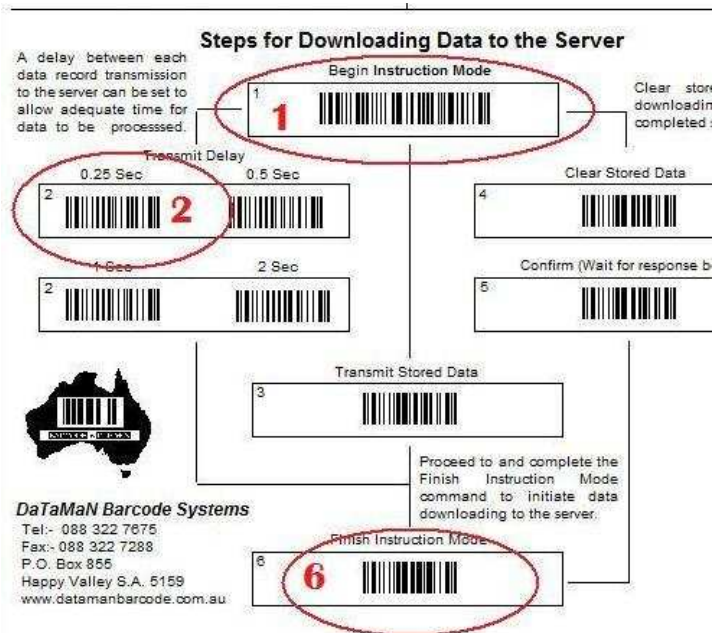 Steps for Downloading Data to the Server
A delay between each
data record transmission
to the server can be set to
allow adequate time for
data to be processsed.
Begin Instruction Mode
1
1
Clear store
downloadin
completed s
Transmit Delay
0.25 Sec
0.5 Sec
2
2
Clear Stored Data
4
1 Sec
2 Sec
2
Confirm (Wait for response b
5
Transmit Stored Data
3
Proceed to and complete the
Finish Instruction Mode
command to initiate data
downloading to the server.
DaTaMaN Barcode Systems
Tel:- 088 322 7675
Fax:- 088 322 7288
P.O. Box 855
Happy Valley S.A. 5159
www.datamanbarcode.com.au
Finish Instruction Mode
6
6